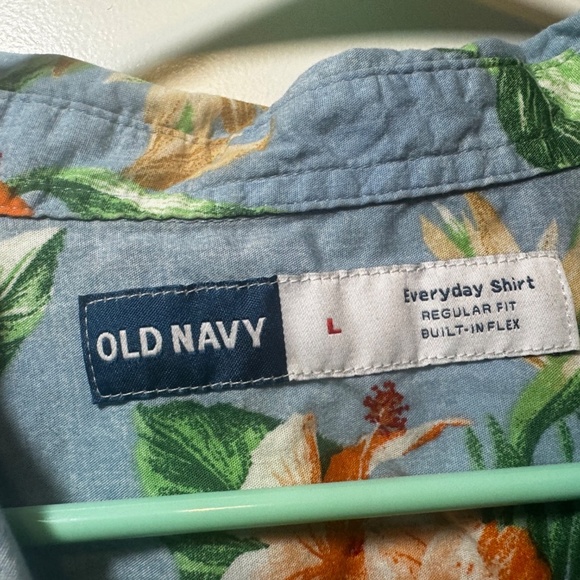 OLD NAVY
L
Everyday Shirt
REGULAR FIT
BUILT-IN FLEX